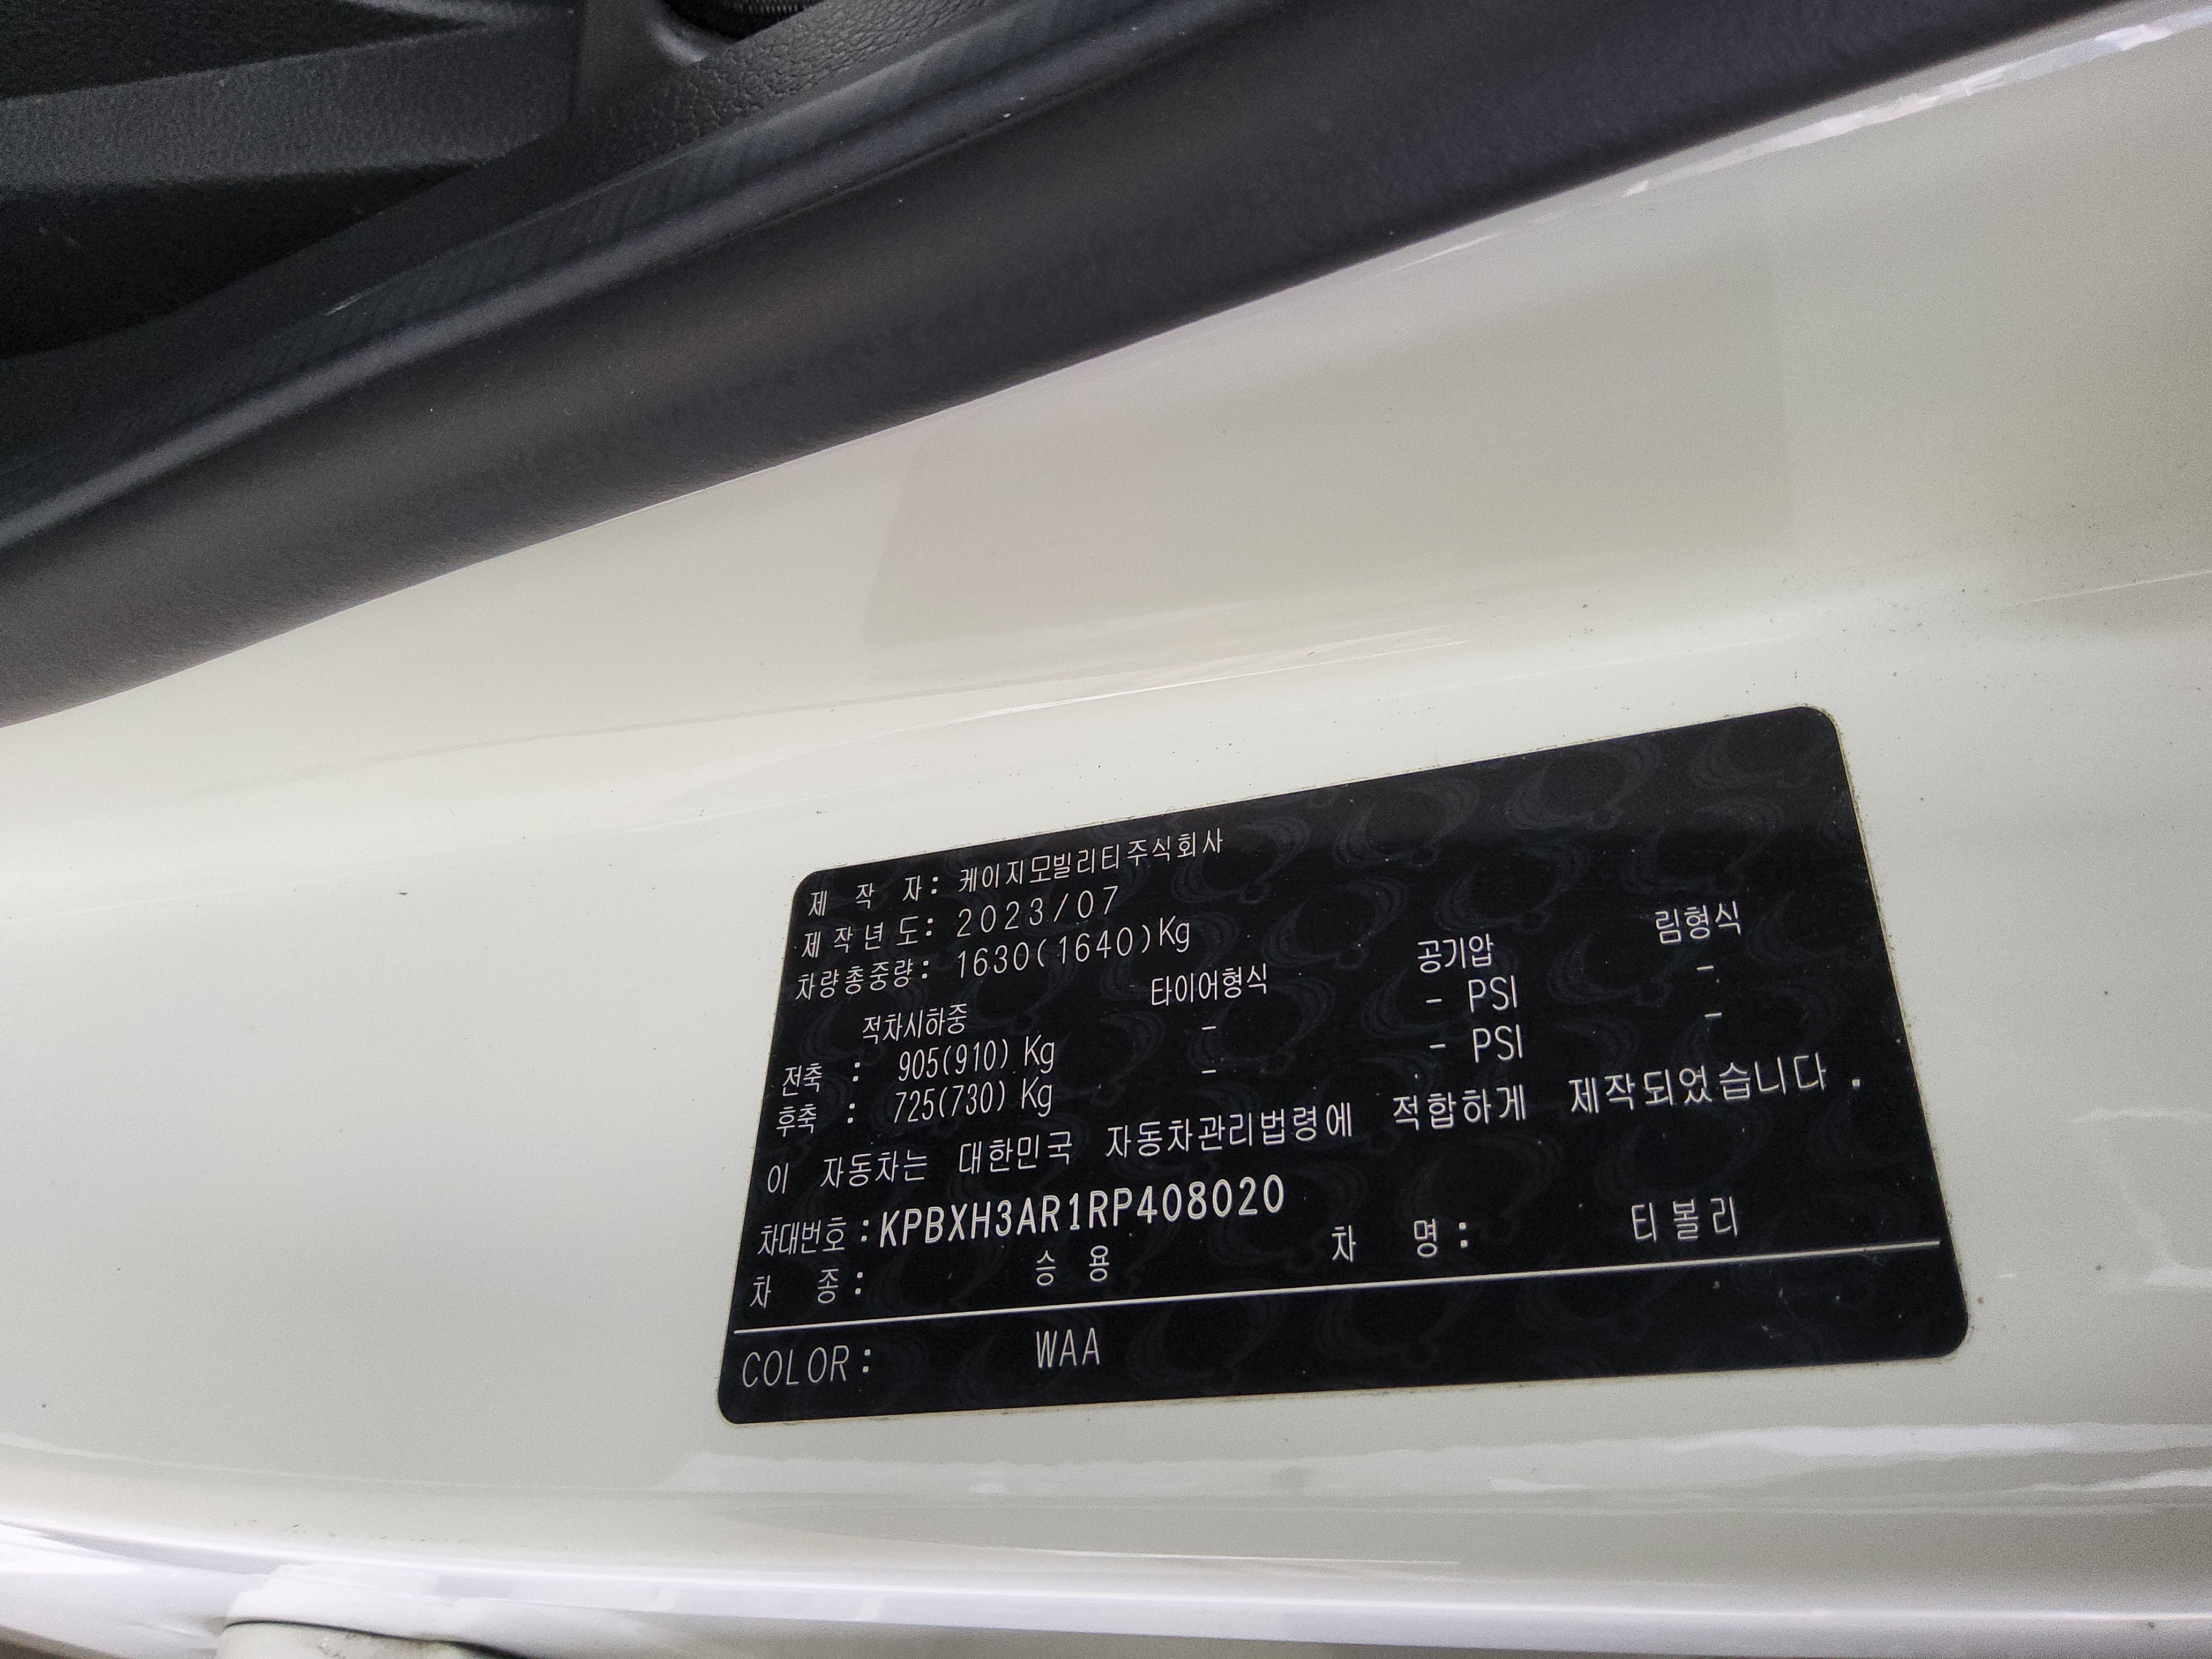 제 작 자 : 케이지모빌리티주식회사
제 작 년 도 : 2023/07
차량총중량 : 1630(1640)Kg
적차시하중 타이어형식 공기압 림형식
전축 : 905(910) Kg - - PSI -
후축 : 725(730) Kg - - PSI -
이 자동차는 대한민국 자동차관리법령에 적합하게 제작되었습니다.
차대번호 : KPBXH3AR1RP408020
차 종 : 승 용 차 명 : 티볼리
COLOR : WAA